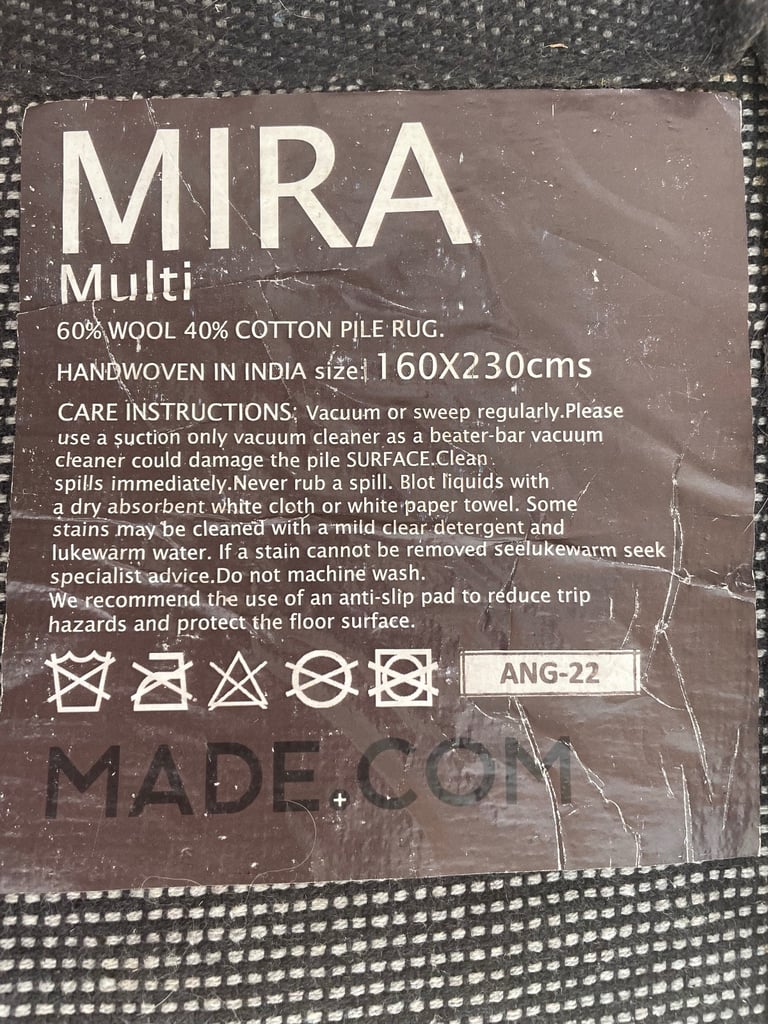 MIRA
Multi
60% WOOL 40% COTTON PILE RUG.
HANDWOVEN IN INDIA size: 160X230cms
CARE INSTRUCTIONS: Vacuum or sweep regularly.Please
use a suction only vacuum cleaner as a beater-bar vacuum
cleaner could damage the pile SURFACE.Clean
spills immediately.Never rub a spill. Blot liquids with
a dry absorbent white cloth or white paper towel. Some
stains may be cleaned with a mild clear detergent and
lukewarm water. If a stain cannot be removed seelukewarm seek
specialist advice.Do not machine wash.
We recommend the use of an anti-slip pad to reduce trip
hazards and protect the floor surface.
ANG-22
MADE.COM